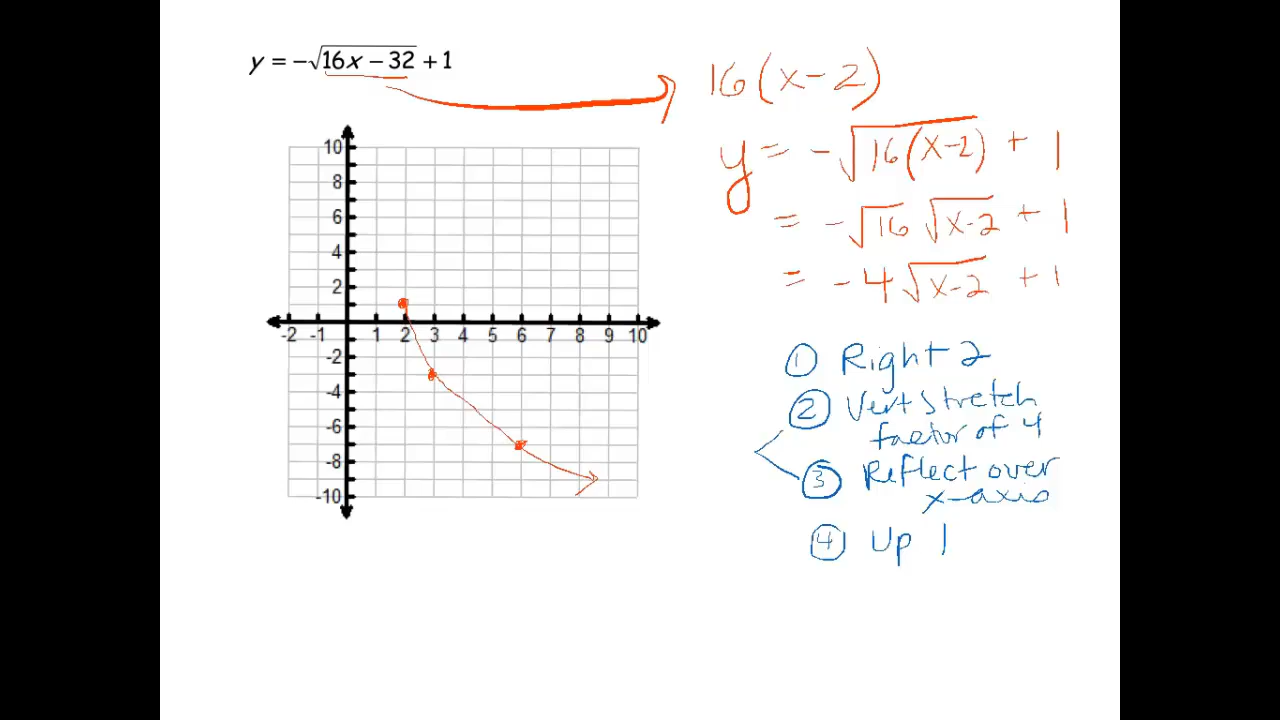 y = −√16x − 32 + 1
16(x-2)
y = -√16(x-2) + 1
= -√16 √x-2 + 1
= -4√x-2 + 1
10
8
6
4
2
-2 -1 1 2 3 4 5 6 7 8 9 10
-2
-4
-6
-8
-10
① Right 2
② Vert Stretch
factor of 4
③ Reflect over
x-axis
④ Up 1